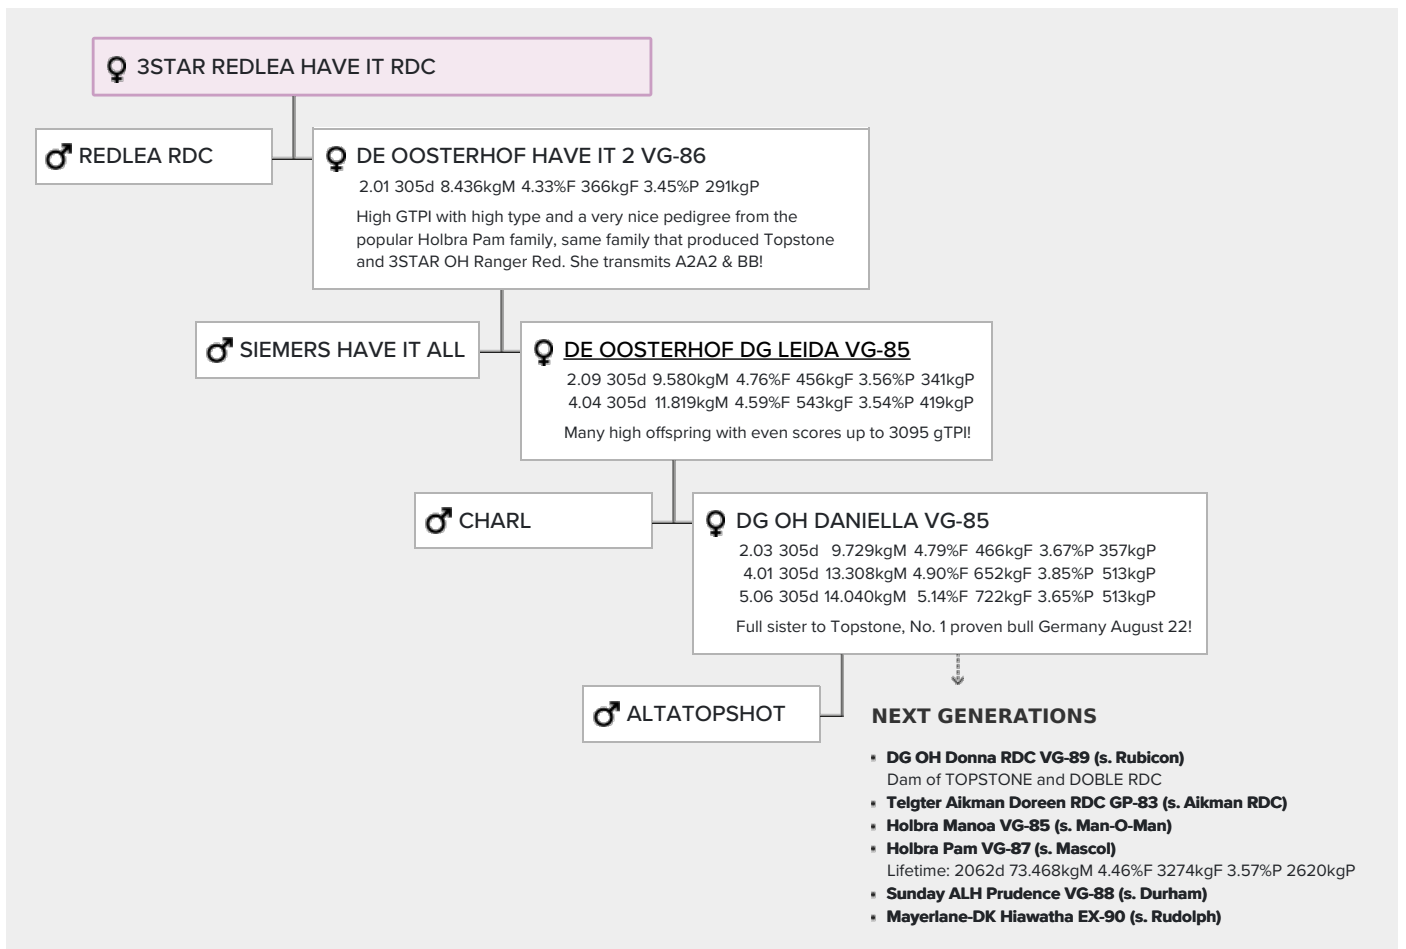 3STAR REDLEA HAVE IT RDC
REDLEA RDC
DE OOSTERHOF HAVE IT 2 VG-86
2.01 305d 8.436kgM 4.33%F 366kgF 3.45%P 291kgP
High GTPI with high type and a very nice pedigree from the
popular Holbra Pam family, same family that produced Topstone
and 3STAR OH Ranger Red. She transmits A2A2 & BB!
SIEMERS HAVE IT ALL
DE OOSTERHOF DG LEIDA VG-85
2.09 305d 9.580kgM 4.76%F 456kgF 3.56%P 341kgP
4.04 305d 11.819kgM 4.59%F 543kgF 3.54%P 419kgP
Many high offspring with even scores up to 3095 gTPI!
CHARL
DG OH DANIELLA VG-85
2.03 305d 9.729kgM 4.79%F 466kgF 3.67%P 357kgP
4.01 305d 13.308kgM 4.90%F 652kgF 3.85%P 513kgP
5.06 305d 14.040kgM 5.14%F 722kgF 3.65%P 513kgP
Full sister to Topstone, No. 1 proven bull Germany August 22!
ALTATOPSHOT
NEXT GENERATIONS
DG OH Donna RDC VG-89 (s. Rubicon)
Dam of TOPSTONE and DOBLE RDC
Telgter Aikman Doreen RDC GP-83 (s. Aikman RDC)
Holbra Manoa VG-85 (s. Man-O-Man)
Holbra Pam VG-87 (s. Mascol)
Lifetime: 2062d 73.468kgM 4.46%F 3274kgF 3.57%P 2620kgP
Sunday ALH Prudence VG-88 (s. Durham)
Mayerlane-DK Hiawatha EX-90 (s. Rudolph)